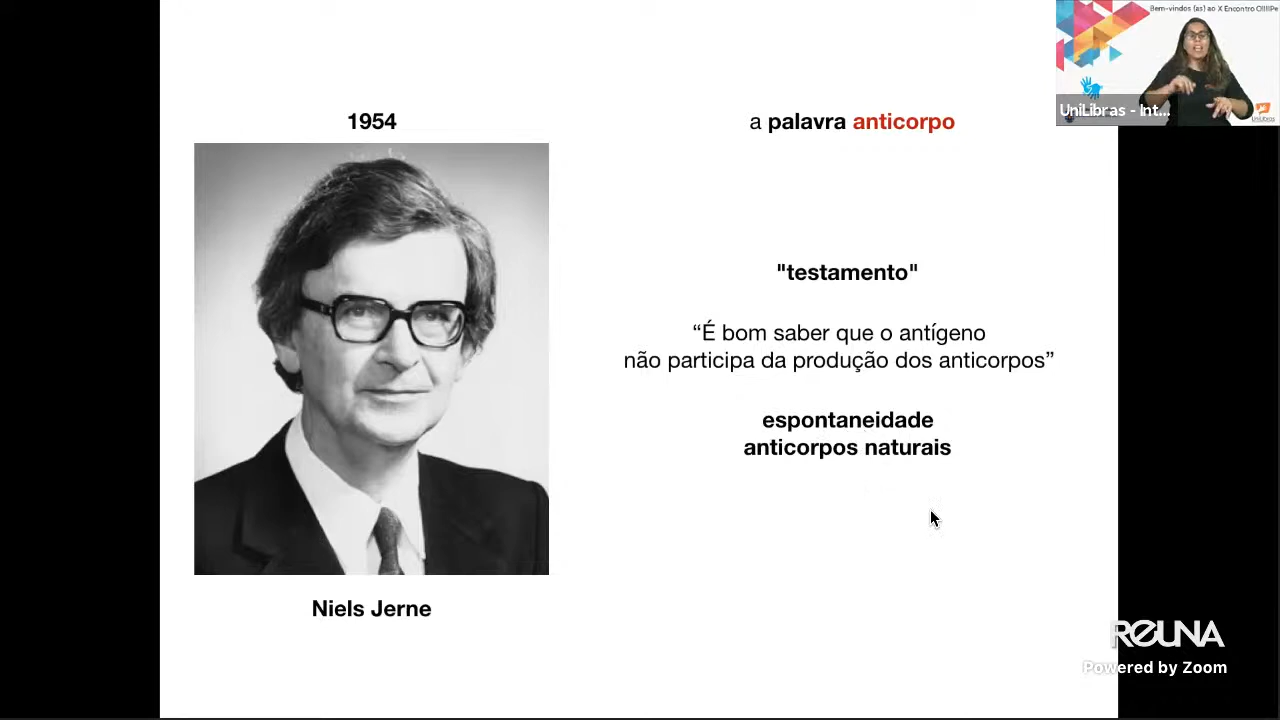 Bem-vindos (as) ao X Encontro
UniLibras - Int...
UniLibras
1954
a palavra anticorpo
"testamento"
“É bom saber que o antígeno
não participa da produção dos anticorpos”
espontaneidade
anticorpos naturais
Niels Jerne
REUNA
Powered by Zoom